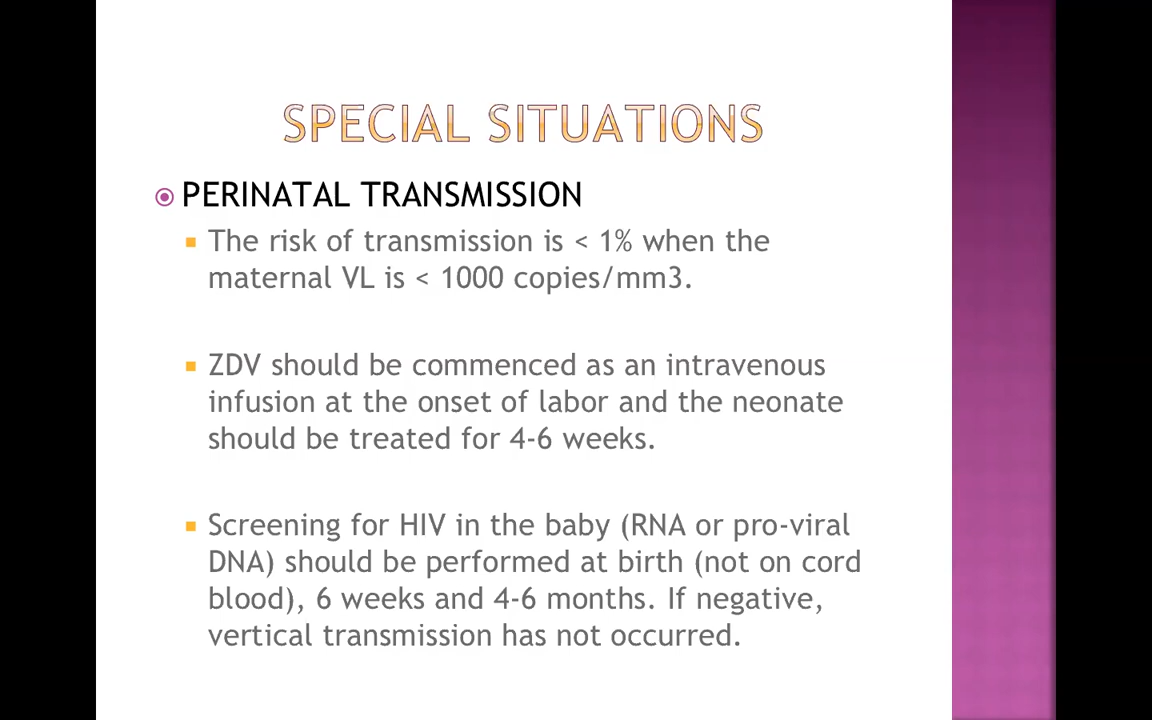 SPECIAL SITUATIONS
PERINATAL TRANSMISSION
The risk of transmission is < 1% when the
maternal VL is < 1000 copies/mm3.
ZDV should be commenced as an intravenous
infusion at the onset of labor and the neonate
should be treated for 4-6 weeks.
Screening for HIV in the baby (RNA or pro-viral
DNA) should be performed at birth (not on cord
blood), 6 weeks and 4-6 months. If negative,
vertical transmission has not occurred.